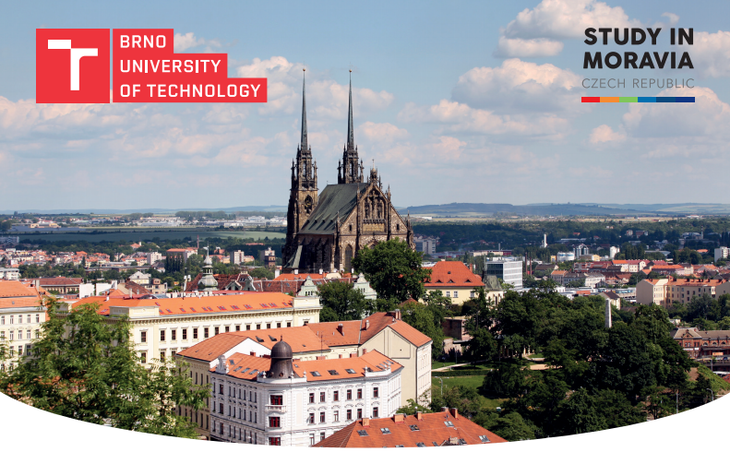 BRNO
UNIVERSITY
OF TECHNOLOGY
STUDY IN
MORAVIA
CZECH REPUBLIC